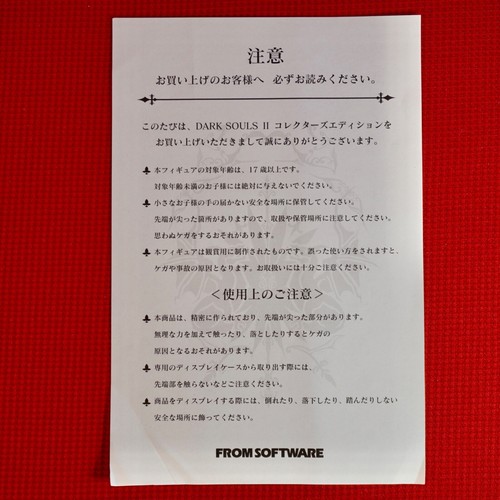 注意
お買い上げのお客様へ 必ずお読みください。
このたびは、DARK SOULS II コレクターズエディションを
お買い上げいただきまして誠にありがとうございます。
本フィギュアの対象年齢は、17歳以上です。
対象年齢未満のお子様には絶対に与えないでください。
小さなお子様の手の届かない安全な場所に保管してください。
先端が尖った箇所がありますので、取扱や保管場所に注意してください。
思わぬケガをするおそれがあります。
本フィギュアは観賞用に制作されたものです。誤った使い方をされますと、
ケガや事故の原因となります。お取扱いには十分ご注意ください。
<使用上のご注意>
本商品は、精密に作られており、先端が尖った部分があります。
無理な力を加えて触ったり、落としたりするとケガの
原因となるおそれが有ります。
専用のディスプレイケースから取り出す際には、
先端部を触らないなどご注意ください。
商品をディスプレイする際には、倒れたり、落下したり、踏んだりしない
安全な場所に飾ってください。
FROM SOFTWARE